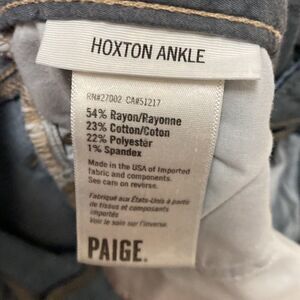 HOXTON ANKLE
RN#27002 CA#51217
54% Rayon/Rayonne
23% Cotton/Coton
22% Polyester
1% Spandex
Made in the USA of Imported
fabric and components.
See care on reverse.
Fabriqué aux États-Unis à partir
de tissus et composants
importés
Voir le soin sur l'inverse.
PAIGE.